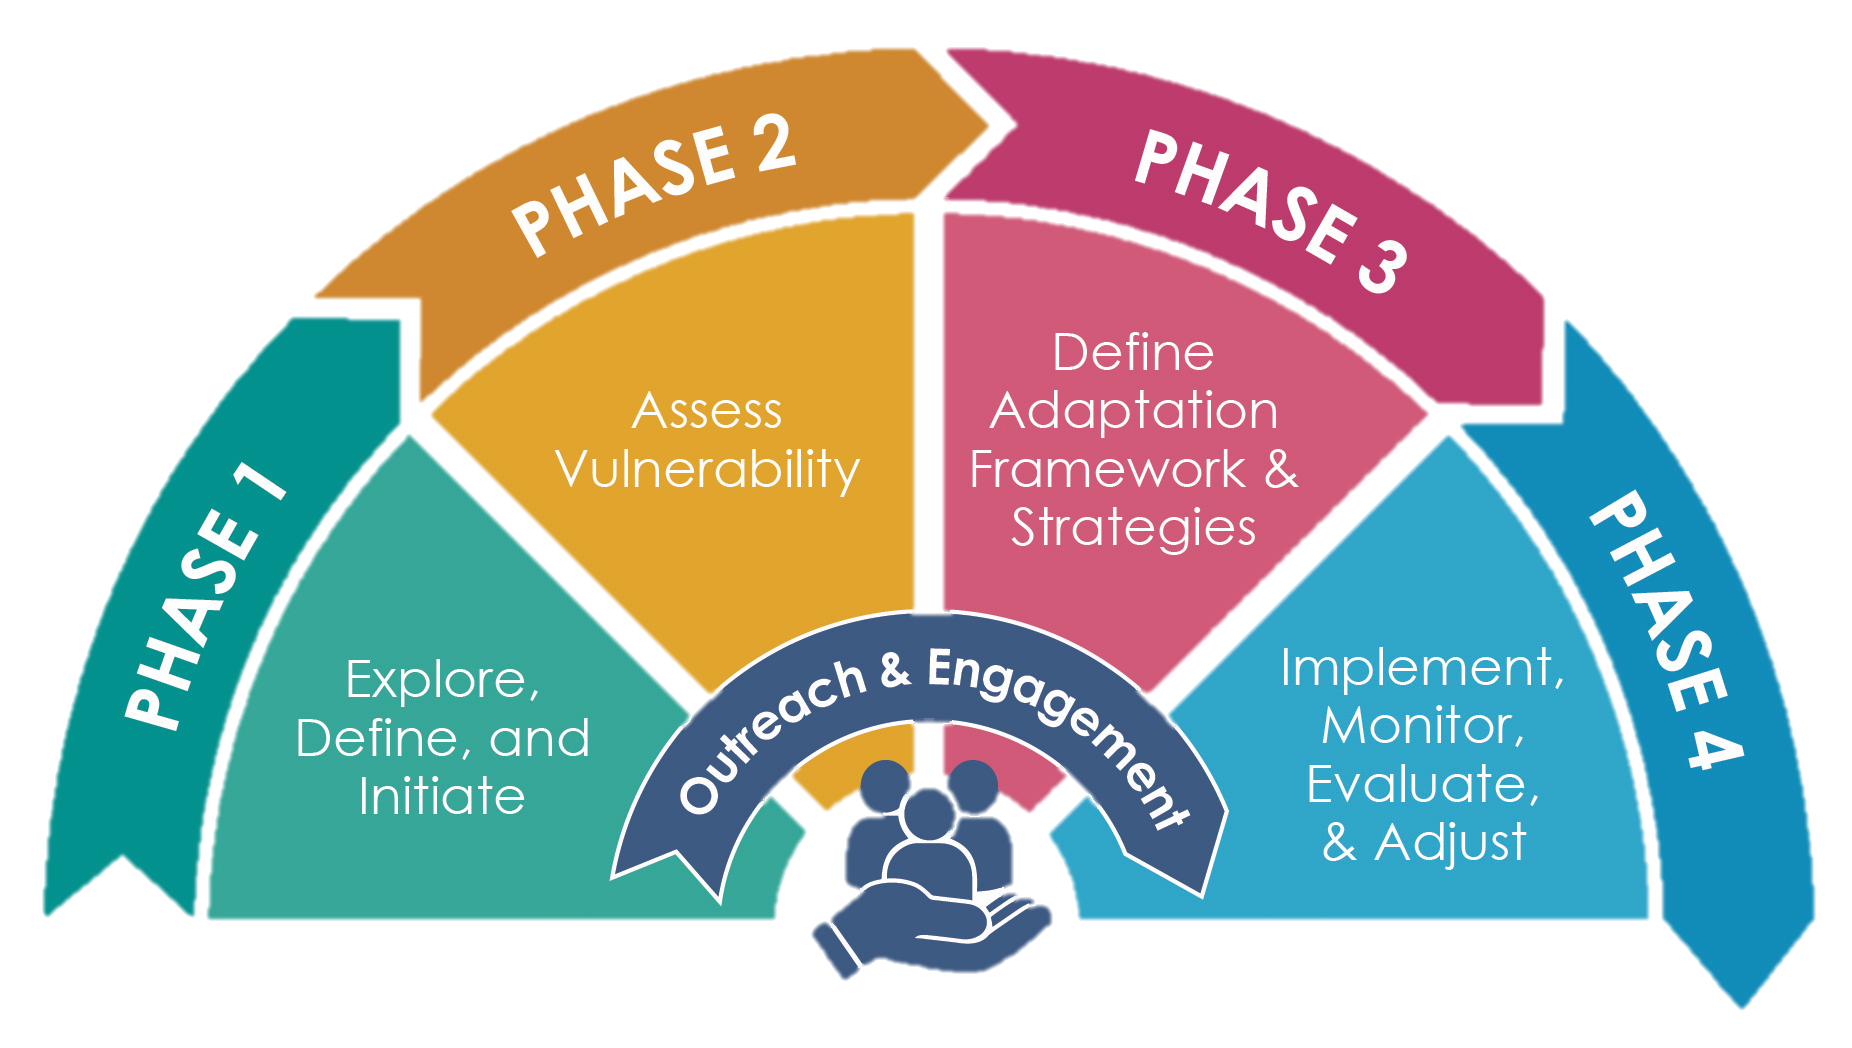 PHASE 1
Explore,
Define, and
Initiate
PHASE 2
Assess
Vulnerability
PHASE 3
Define
Adaptation
Framework &
Strategies
PHASE 4
Implement,
Monitor,
Evaluate,
& Adjust
Outreach & Engagement